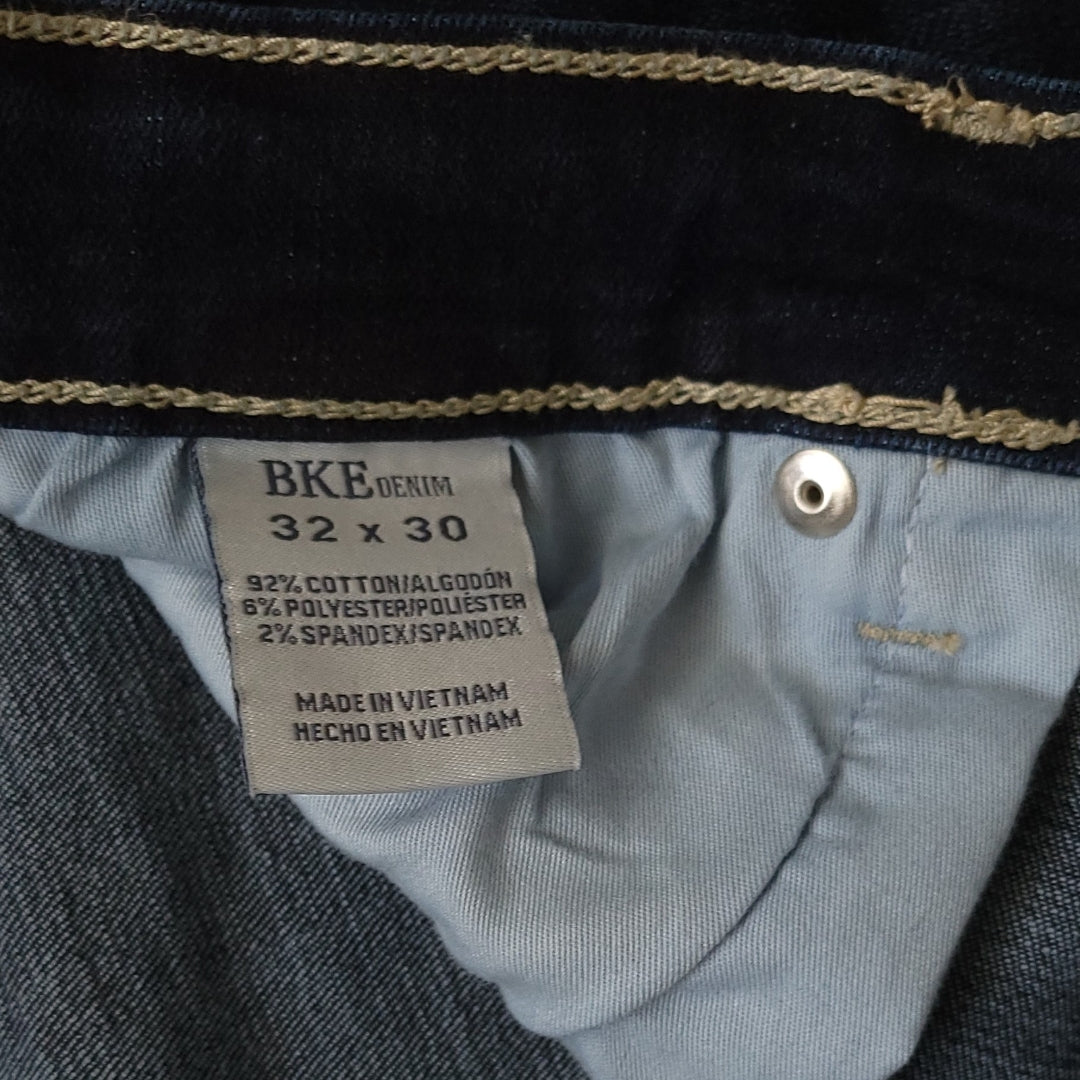 BKE DENIM
32 x 30
92% COTTON/ALGODÓN
6% POLYESTER/POLIÉSTER
2% SPANDEX/SPANDEX
MADE IN VIETNAM
HECHO EN VIETNAM